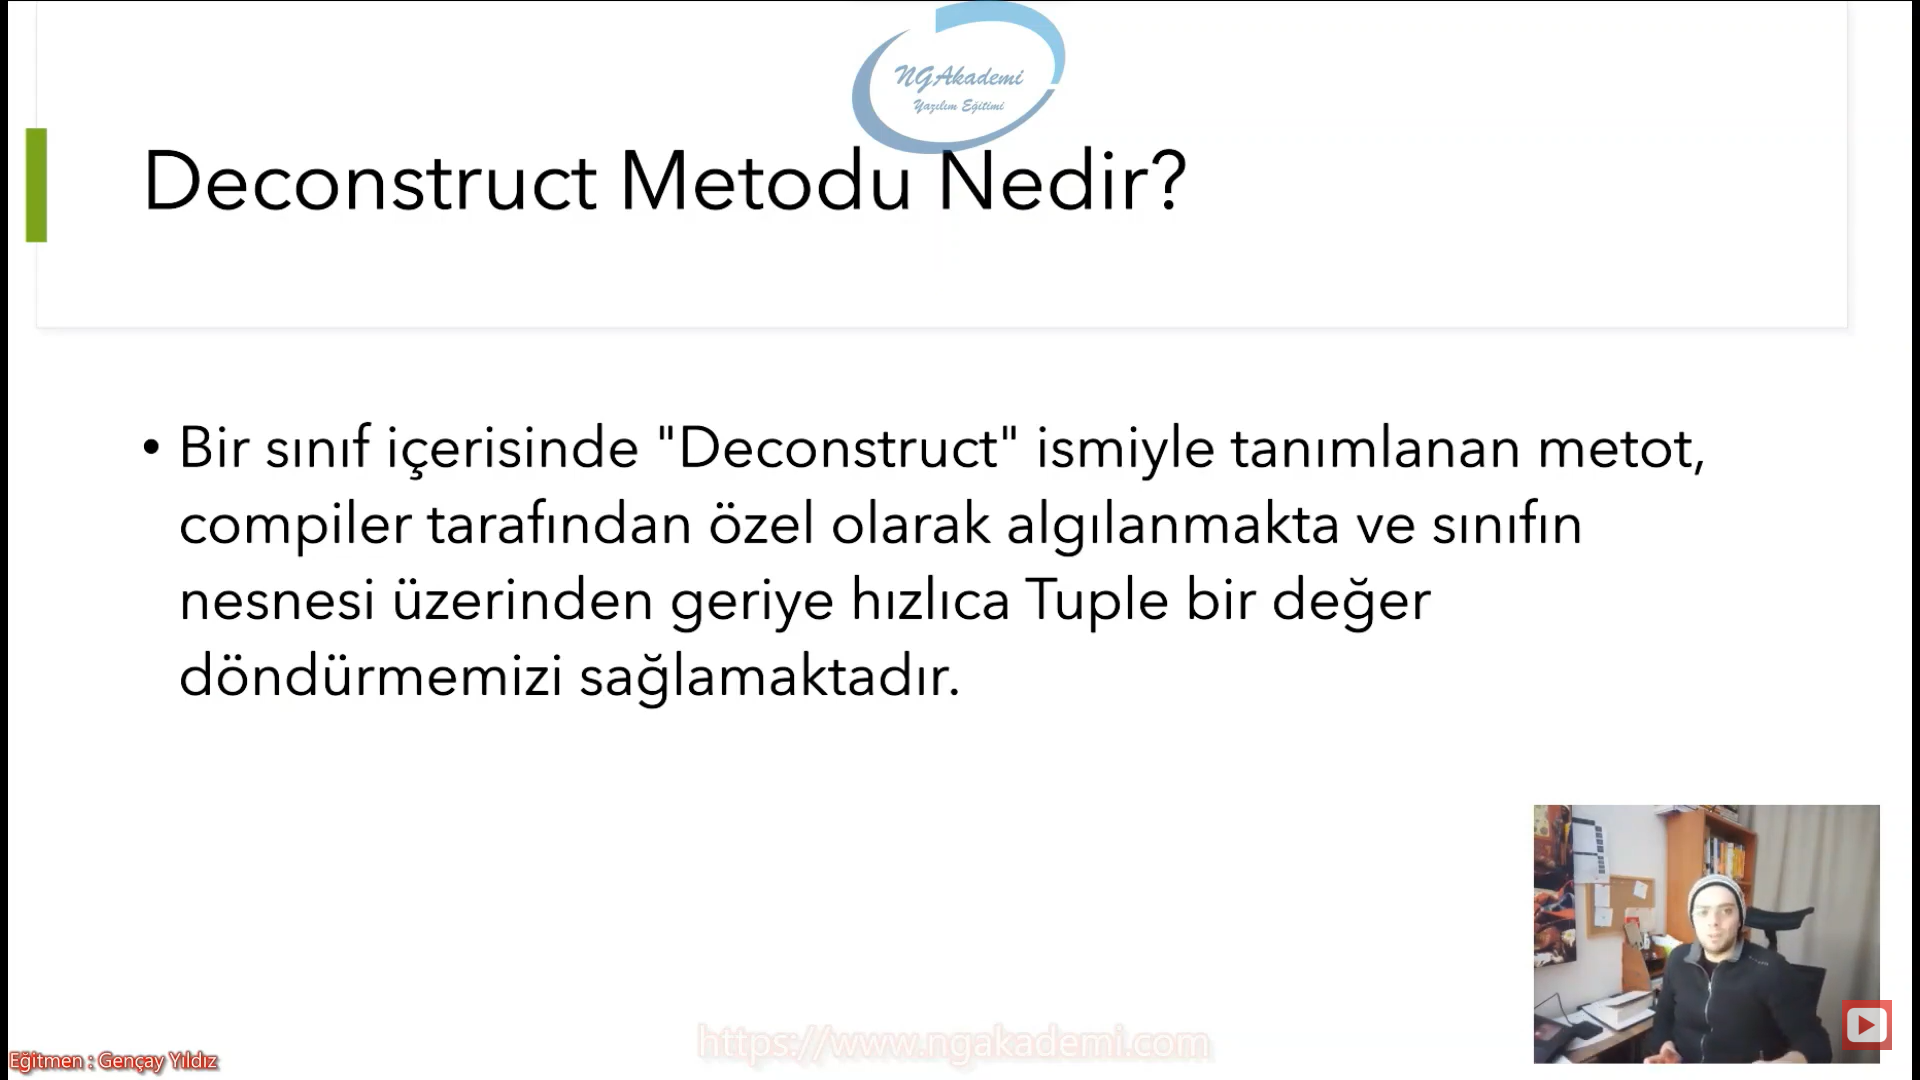 NGAkademi
Yazılım Eğitimi
Deconstruct Metodu Nedir?
• Bir sınıf içerisinde "Deconstruct" ismiyle tanımlanan metot,
compiler tarafından özel olarak algılanmakta ve sınıfın
nesnesi üzerinden geriye hızlıca Tuple bir değer
döndürmemizi sağlamaktadır.
https://www.ngakademi.com
Eğitmen : Gençay Yıldız